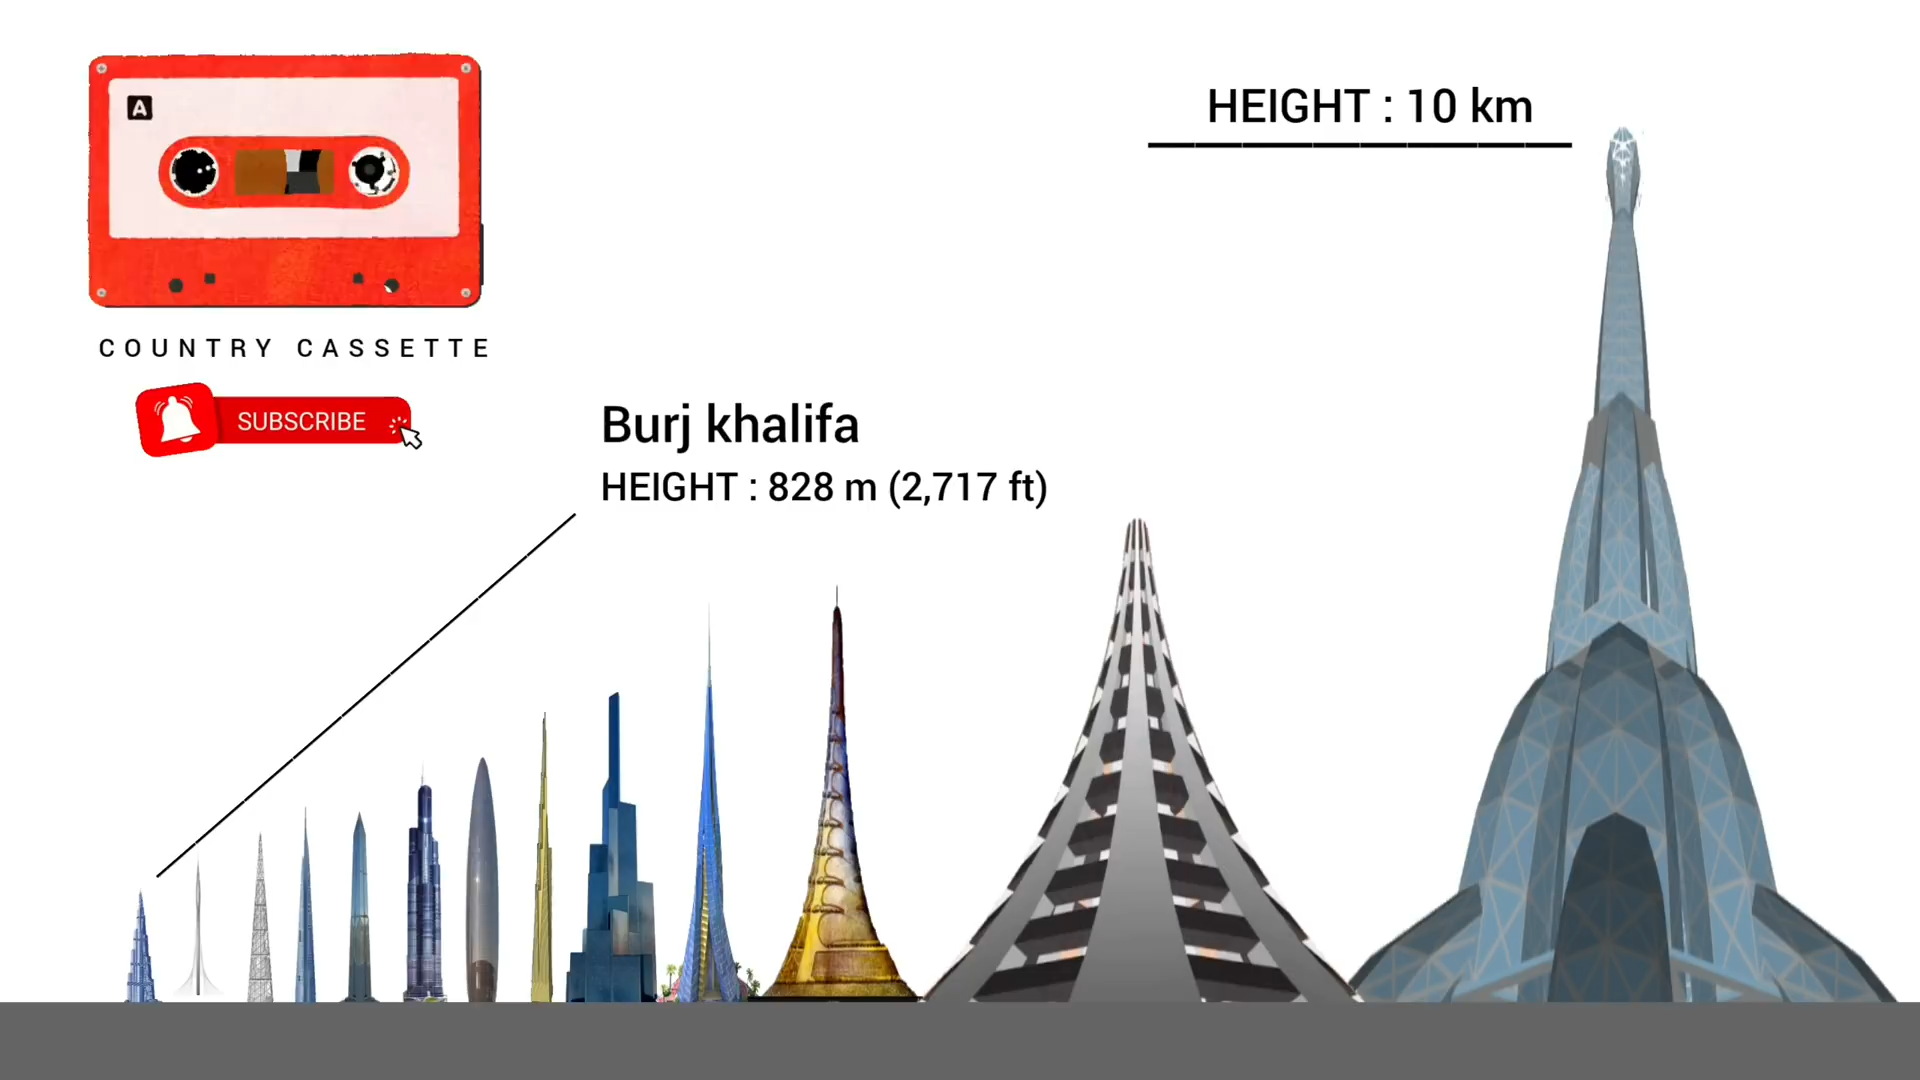 A
COUNTRY CASSETTE
SUBSCRIBE
HEIGHT : 10 km
Burj khalifa
HEIGHT : 828 m (2,717 ft)